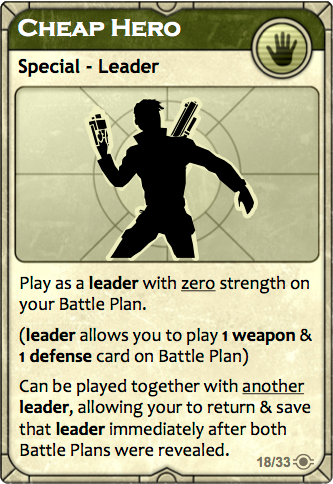 Cheap Hero
Special - Leader
Play as a leader with zero strength on
your Battle Plan.
(leader allows you to play 1 weapon &
1 defense card on Battle Plan)
Can be played together with another
leader, allowing your to return & save
that leader immediately after both
Battle Plans were revealed.
18/33